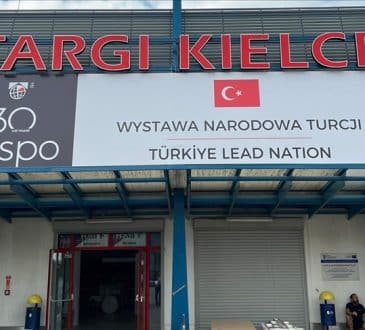 TARGI KIELCE
30
spo
WYSTAWA NARODOWA TURCJI
TÜRKİYE LEAD NATION